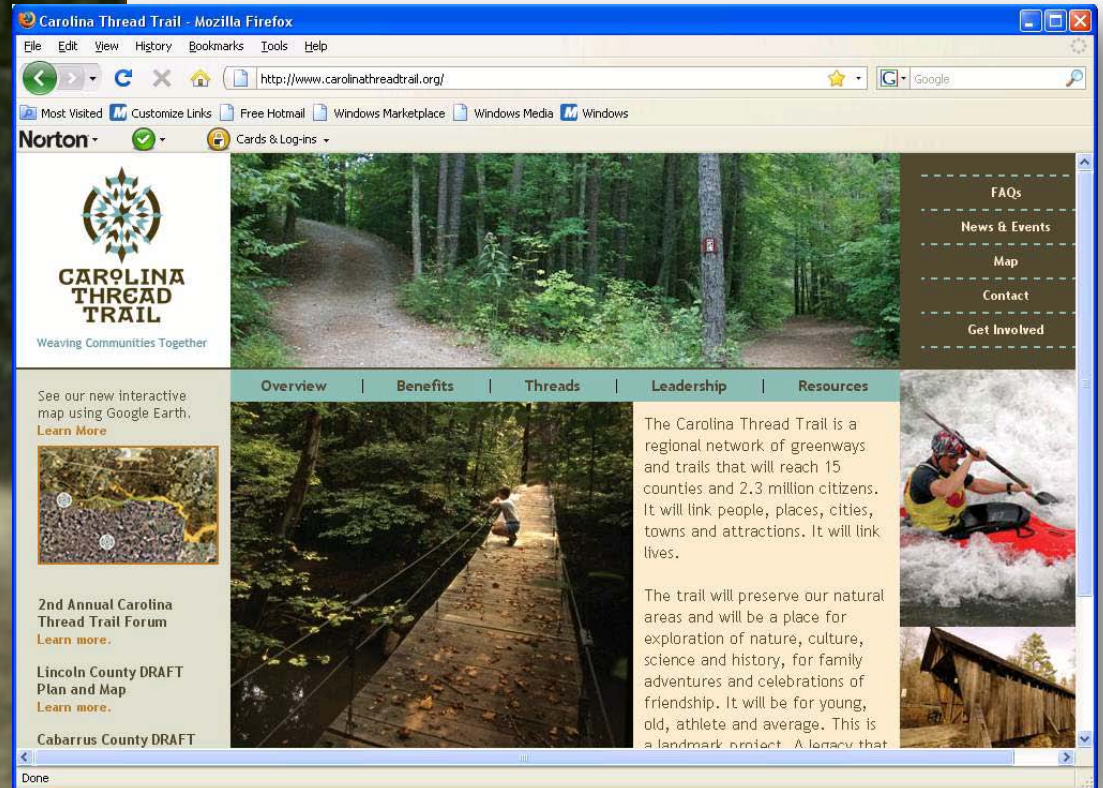 Carolina Thread Trail - Mozilla Firefox
File Edit View History Bookmarks Tools Help
http://www.carolinathreadtrail.org/
Google
Most Visited Customize Links Free Hotmail Windows Marketplace Windows Media Windows
Norton Cards & Log-ins
CAROLINA
THREAD
TRAIL
Weaving Communities Together
FAQs
News & Events
Map
Contact
Get Involved
Overview | Benefits | Threads | Leadership | Resources
See our new interactive
map using Google Earth.
Learn More
2nd Annual Carolina
Thread Trail Forum
Learn more.
Lincoln County DRAFT
Plan and Map
Learn more.
Cabarrus County DRAFT
The Carolina Thread Trail is a
regional network of greenways
and trails that will reach 15
counties and 2.3 million citizens.
It will link people, places, cities,
towns and attractions. It will link
lives.
The trail will preserve our natural
areas and will be a place for
exploration of nature, culture,
science and history, for family
adventures and celebrations of
friendship. It will be for young,
old, athlete and average. This is
a landmark project. A legacy that
Done